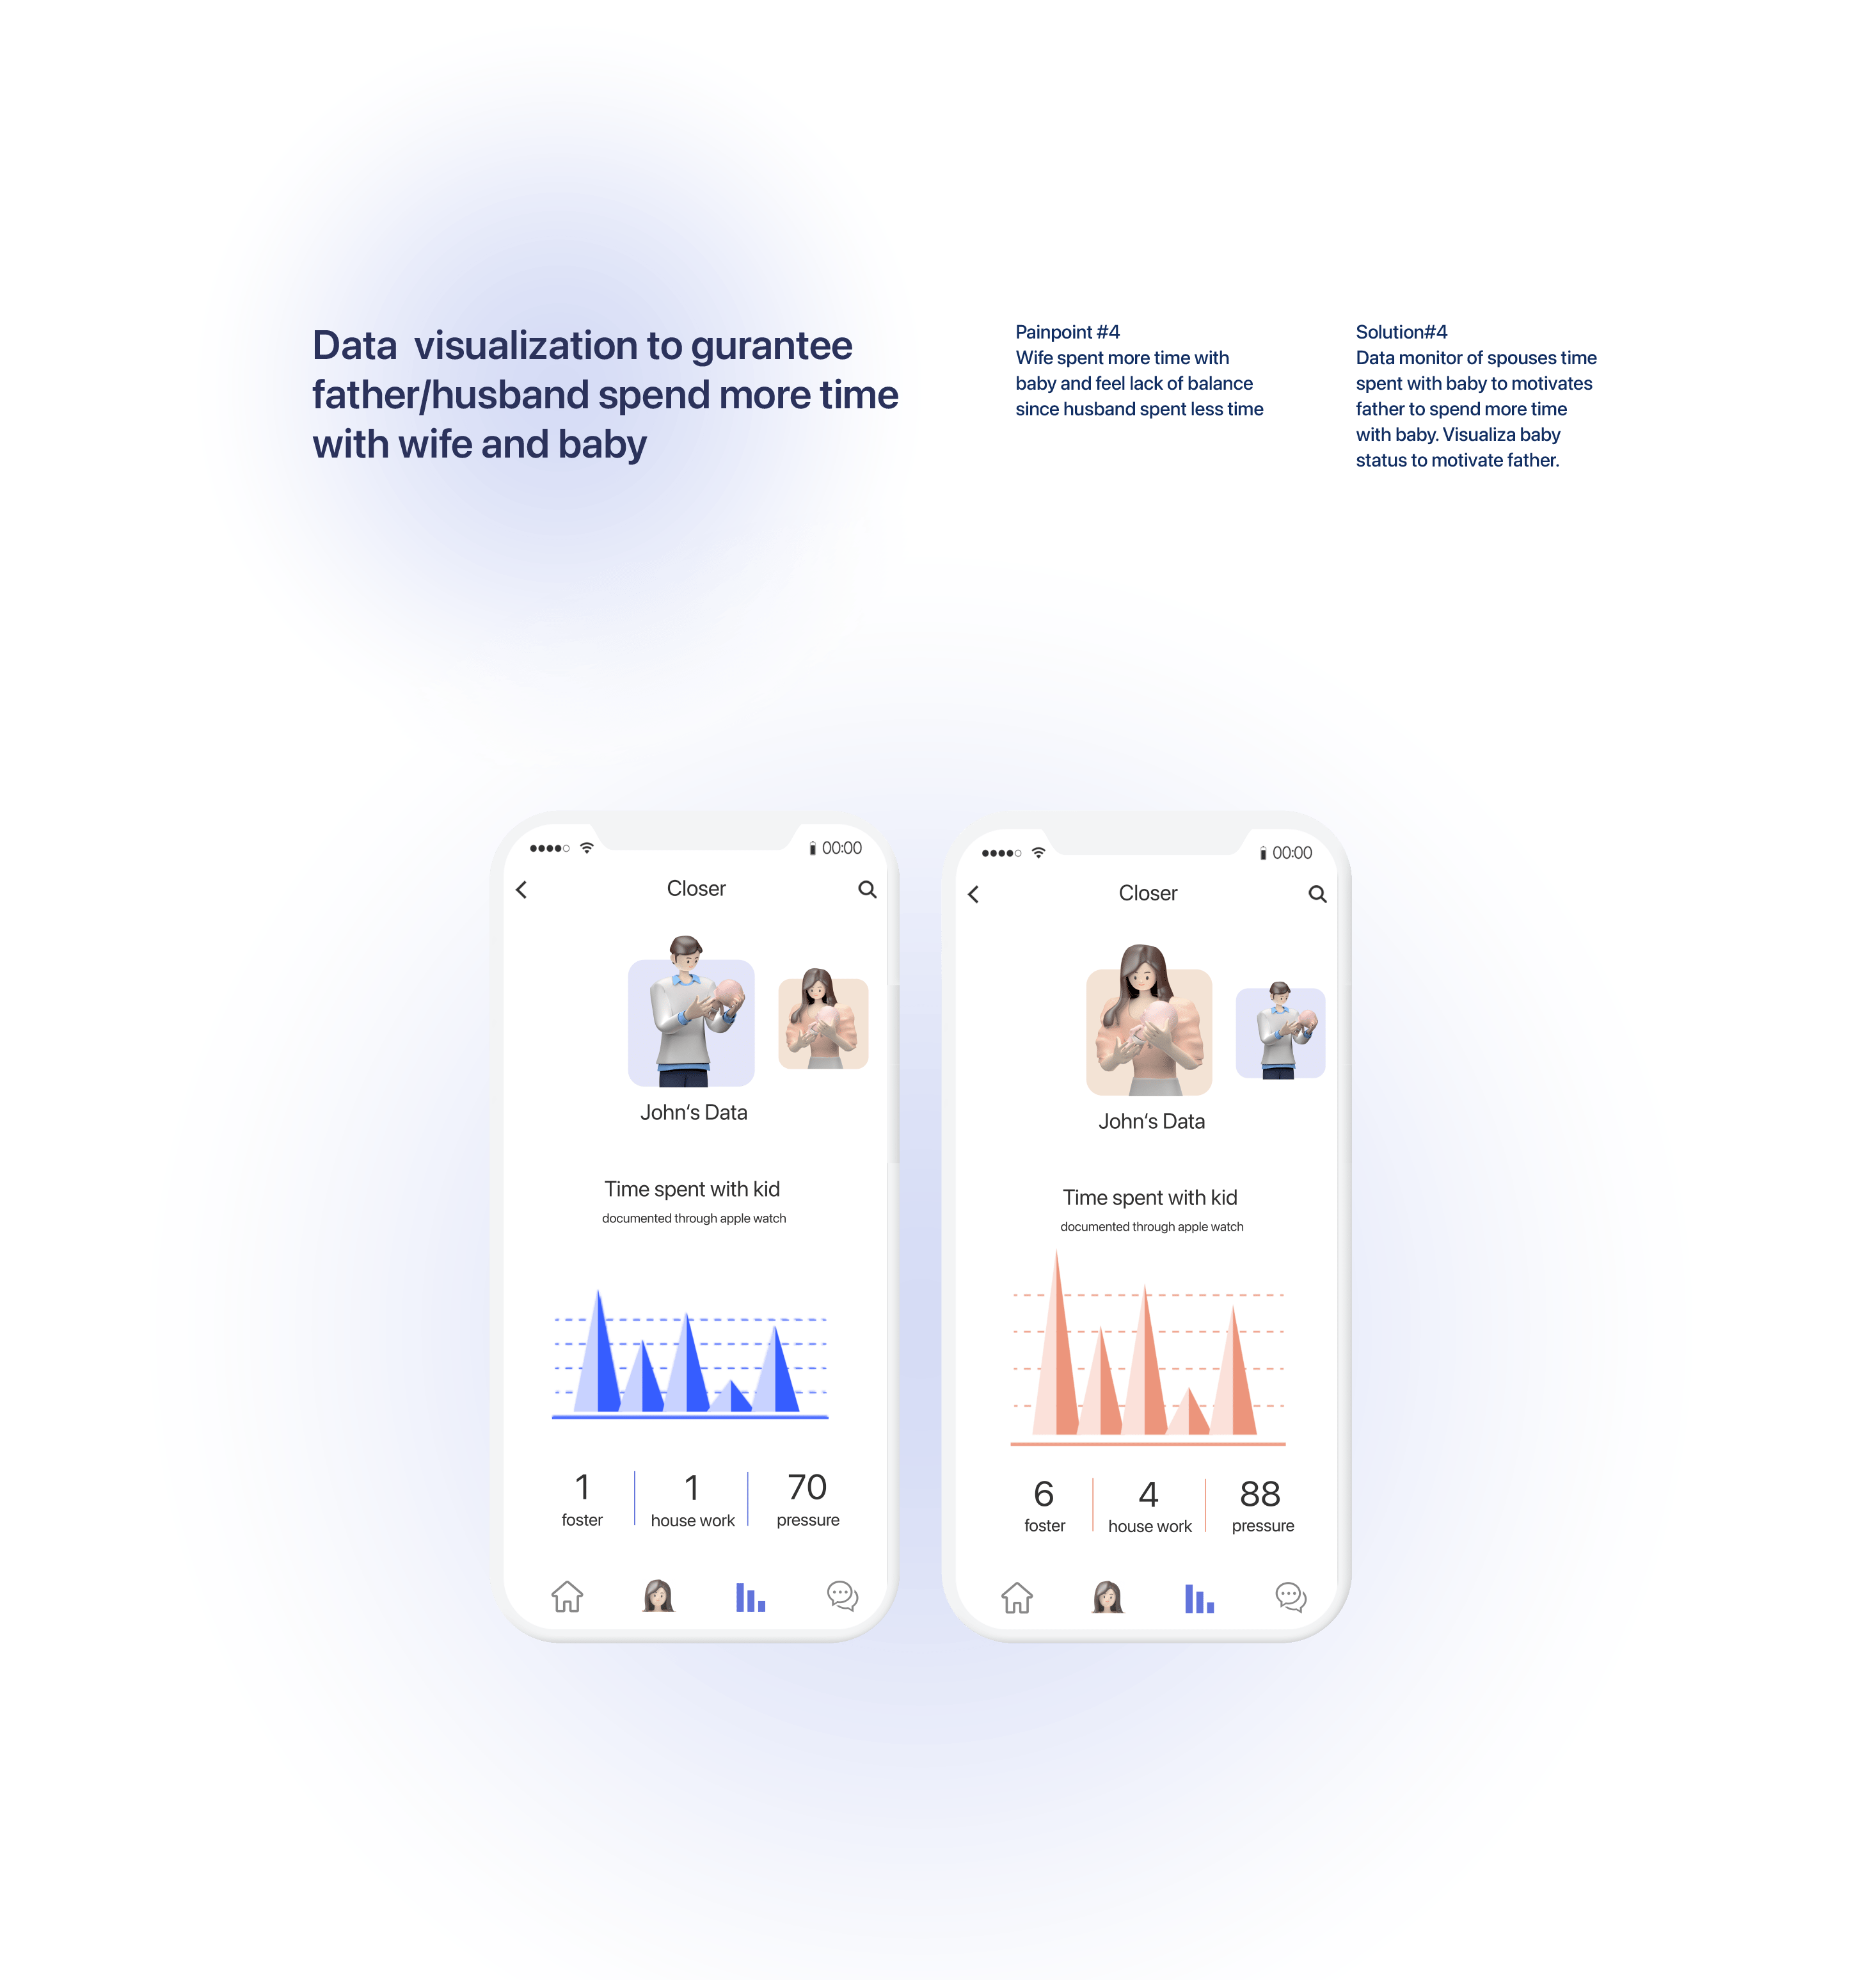 Data  visualization to gurantee
father/husband spend more time
with wife and baby
Painpoint #4
Wife spent more time with
baby and feel lack of balance
since husband spent less time
Solution#4
Data monitor of spouses time
spent with baby to motivates
father to spend more time
with baby. Visualiza baby
status to motivate father.
00:00
Closer
John‘s Data
Time spent with kid
documented through apple watch
1
foster
1
house work
70
pressure
00:00
Closer
John‘s Data
Time spent with kid
documented through apple watch
6
foster
4
house work
88
pressure